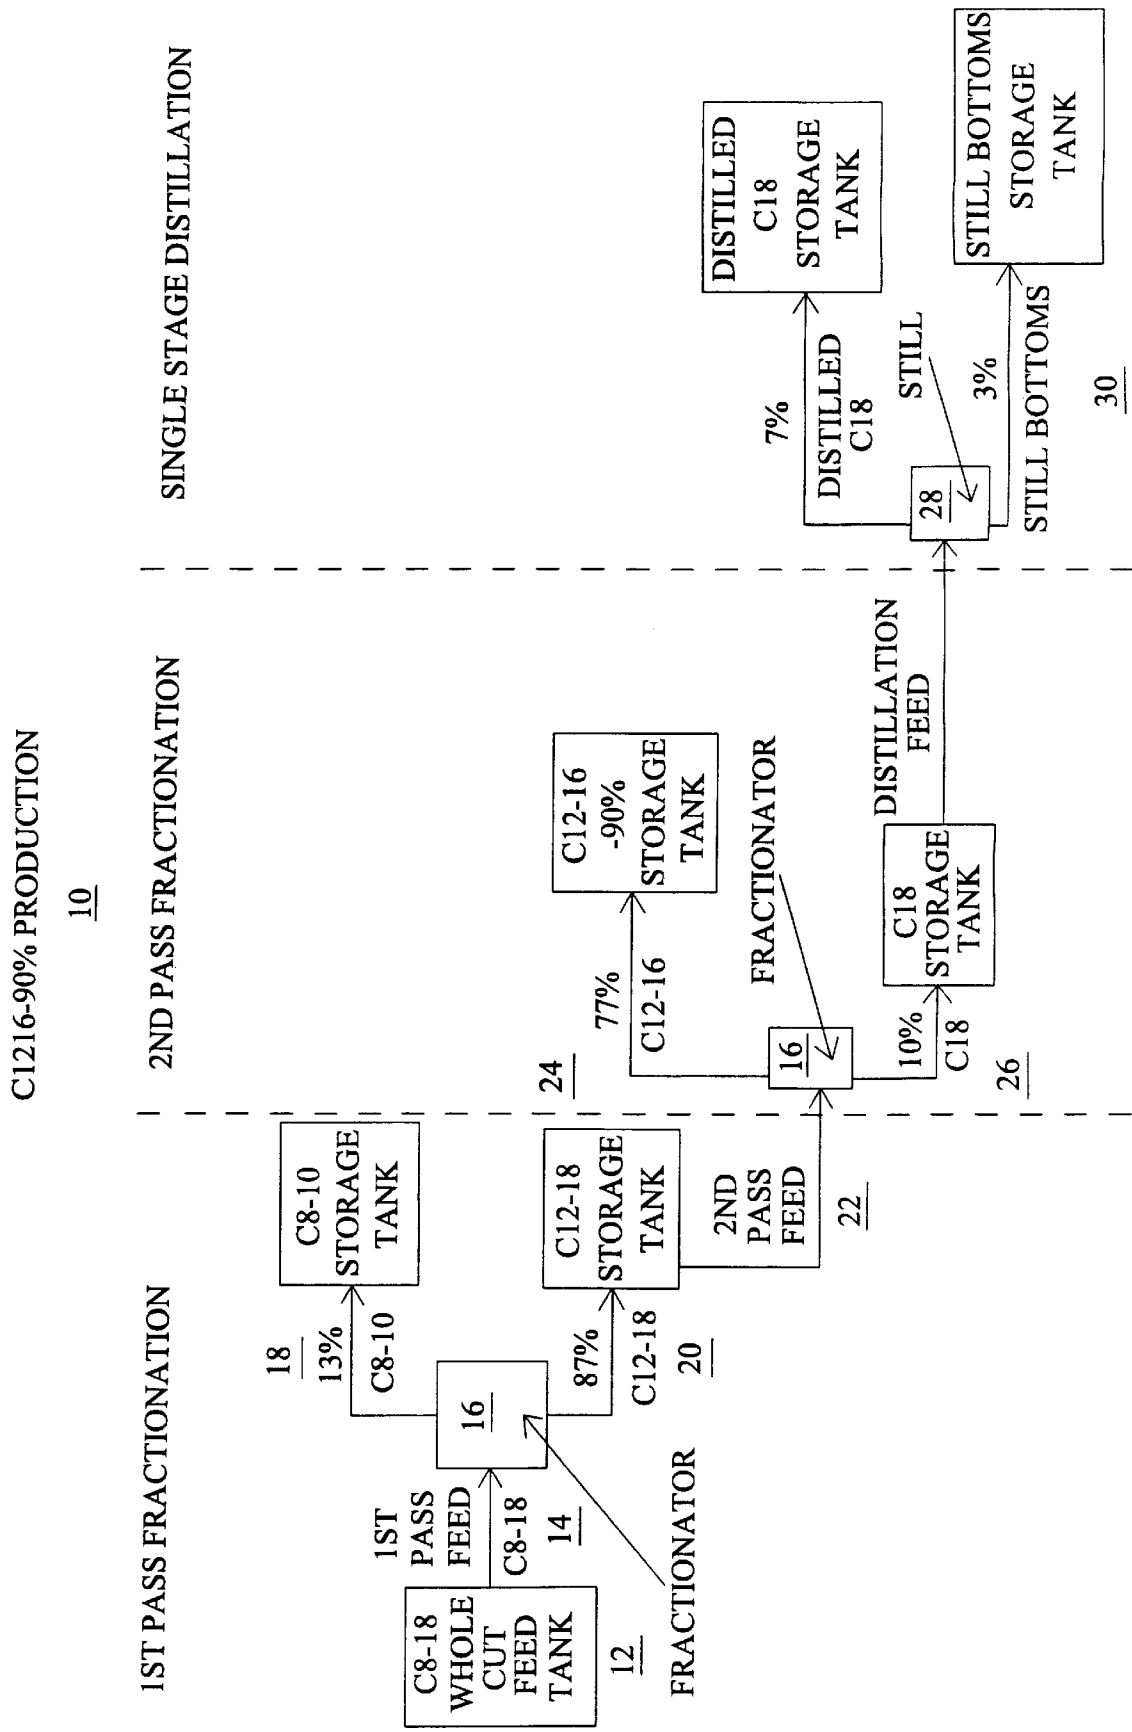 C1216-90% PRODUCTION
10
1ST PASS FRACTIONATION
2ND PASS FRACTIONATION
SINGLE STAGE DISTILLATION
C8-18
WHOLE
CUT
FEED
TANK
12
1ST
PASS
FEED
C8-18
14
16
FRACTIONATOR
18
13%
C8-10
C8-10
STORAGE
TANK
87%
C12-18
20
C12-18
STORAGE
TANK
2ND
PASS
FEED
22
24
16
FRACTIONATOR
77%
C12-16
C12-16
-90%
STORAGE
TANK
10%
C18
26
C18
STORAGE
TANK
DISTILLATION
FEED
28
STILL
7%
DISTILLED
C18
DISTILLED
C18
STORAGE
TANK
3%
STILL BOTTOMS
30
STILL BOTTOMS
STORAGE
TANK